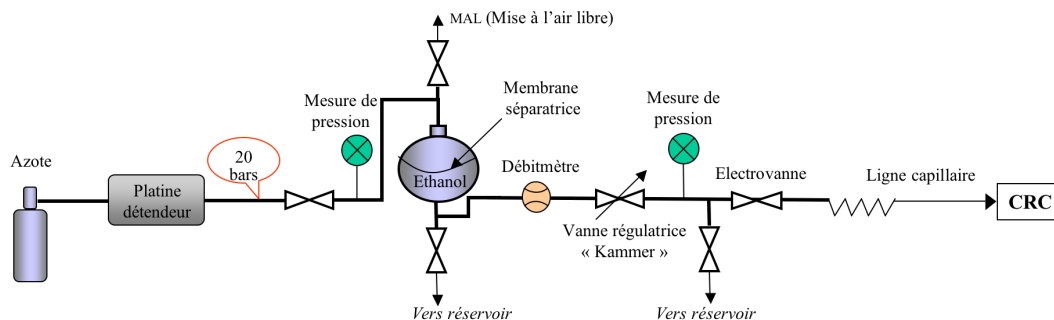 MAL (Mise à l'air libre)
Mesure de
pression
Membrane
séparatrice
Mesure de
pression
20
bars
Azote
Platine
détendeur
Ethanol
Débitmètre
Electrovanne
Ligne capillaire
CRC
Vanne régulatrice
« Kammer »
Vers réservoir
Vers réservoir